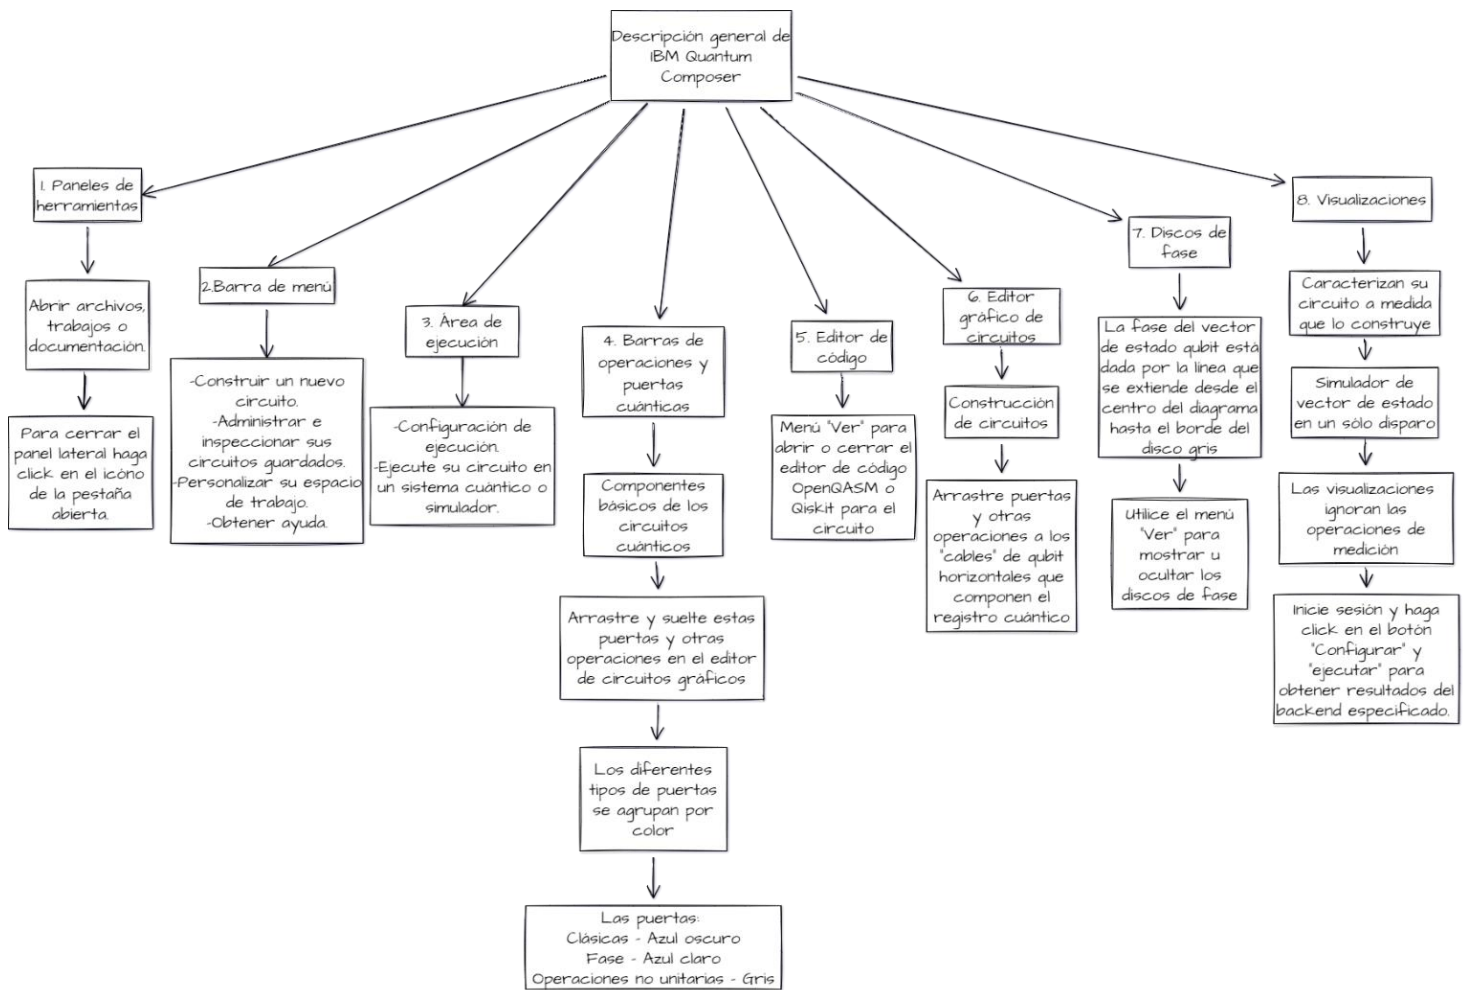 Descripción general de
IBM Quantum
Composer
1. Paneles de
herramientas
Abrir archivos,
trabajos o
documentación.
Para cerrar el
panel lateral haga
click en el icóno
de la pestaña
abierta.
2.Barra de menú
-Construir un nuevo
circuito.
-Administrar e
inspeccionar sus
circuitos guardados.
-Personalizar su espacio
de trabajo.
-Obtener ayuda.
3. Área de
ejecución
-Configuración de
ejecución.
-Ejecute su circuito en
un sistema cuántico o
simulador.
4. Barras de
operaciones y
puertas
cuánticas
Componentes
básicos de los
circuitos
cuánticos
Arrastre y suelte estas
puertas y otras
operaciones en el editor
de circuitos gráficos
Los diferentes
tipos de puertas
se agrupan por
color
Las puertas:
Clásicas - Azul oscuro
Fase - Azul claro
Operaciones no unitarias - Gris
5. Editor de
código
Menú "Ver" para
abrir o cerrar el
editor de código
OpenQASM o
Qiskit para el
circuito
6. Editor
gráfico de
circuitos
Construcción
de circuitos
Arrastre puertas
y otras
operaciones a los
"cables" de qubit
horizontales que
componen el
registro cuántico
7. Discos de
fase
La fase del vector
de estado qubit está
dada por la línea que
se extiende desde el
centro del diagrama
hasta el borde del
disco gris
Utilice el menú
"Ver" para
mostrar u
ocultar los
discos de fase
8. Visualizaciones
Caracterizan su
circuito a medida
que lo construye
Simulador de
vector de estado
en un sólo disparo
Las visualizaciones
ignoran las
operaciones de
medición
Inicie sesión y haga
click en el botón
"Configurar" y
"ejecutar" para
obtener resultados del
backend especificado.